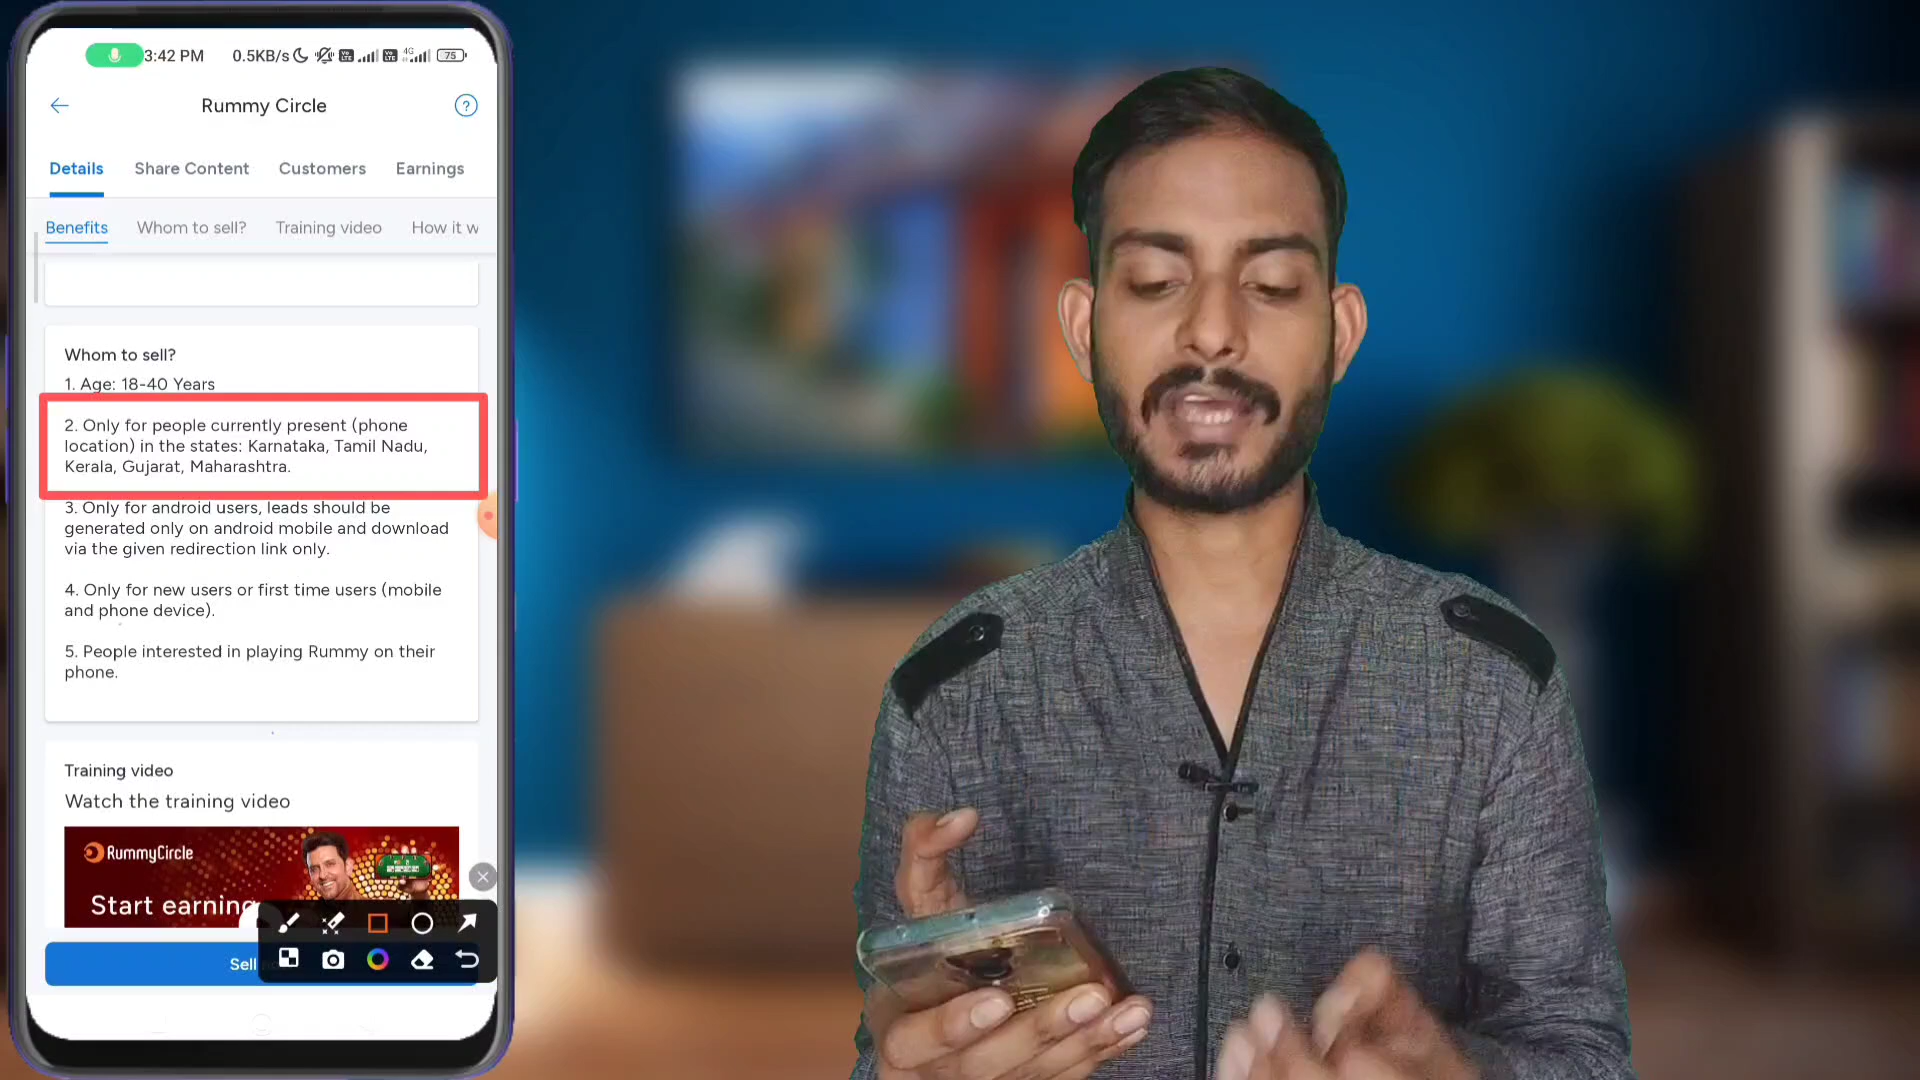 3:42 PM 0.5KB/s 4G 75
Rummy Circle
Details Share Content Customers Earnings
Benefits Whom to sell? Training video How it w
Whom to sell?
1. Age: 18-40 Years
2. Only for people currently present (phone
location) in the states: Karnataka, Tamil Nadu,
Kerala, Gujarat, Maharashtra.
3. Only for android users, leads should be
generated only on android mobile and download
via the given redirection link only.
4. Only for new users or first time users (mobile
and phone device).
5. People interested in playing Rummy on their
phone.
Training video
Watch the training video
RummyCircle
Start earning
Sell